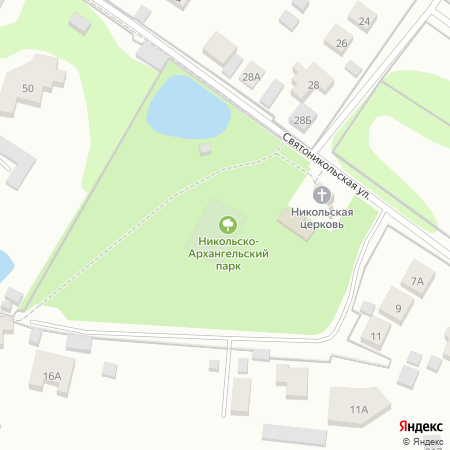 24
26
28А
28
50
28Б
Святоникольская ул.
Никольская
церковь
Никольско-
Архангельский
парк
7А
9
11
16А
11А
Яндекс
© Яндекс